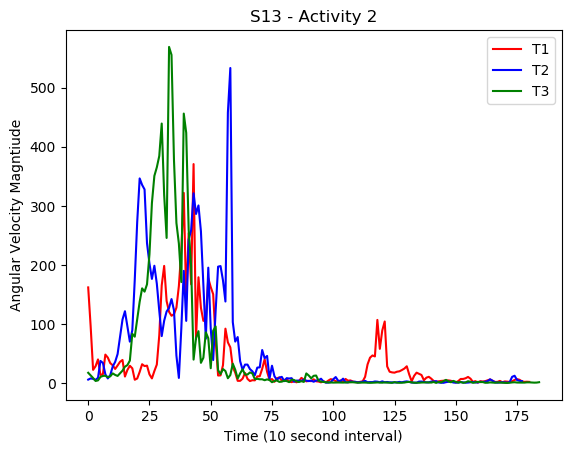 S13 - Activity 2
T1
T2
T3
Angular Velocity Magntiude
500
400
300
200
100
0
0 25 50 75 100 125 150 175
Time (10 second interval)